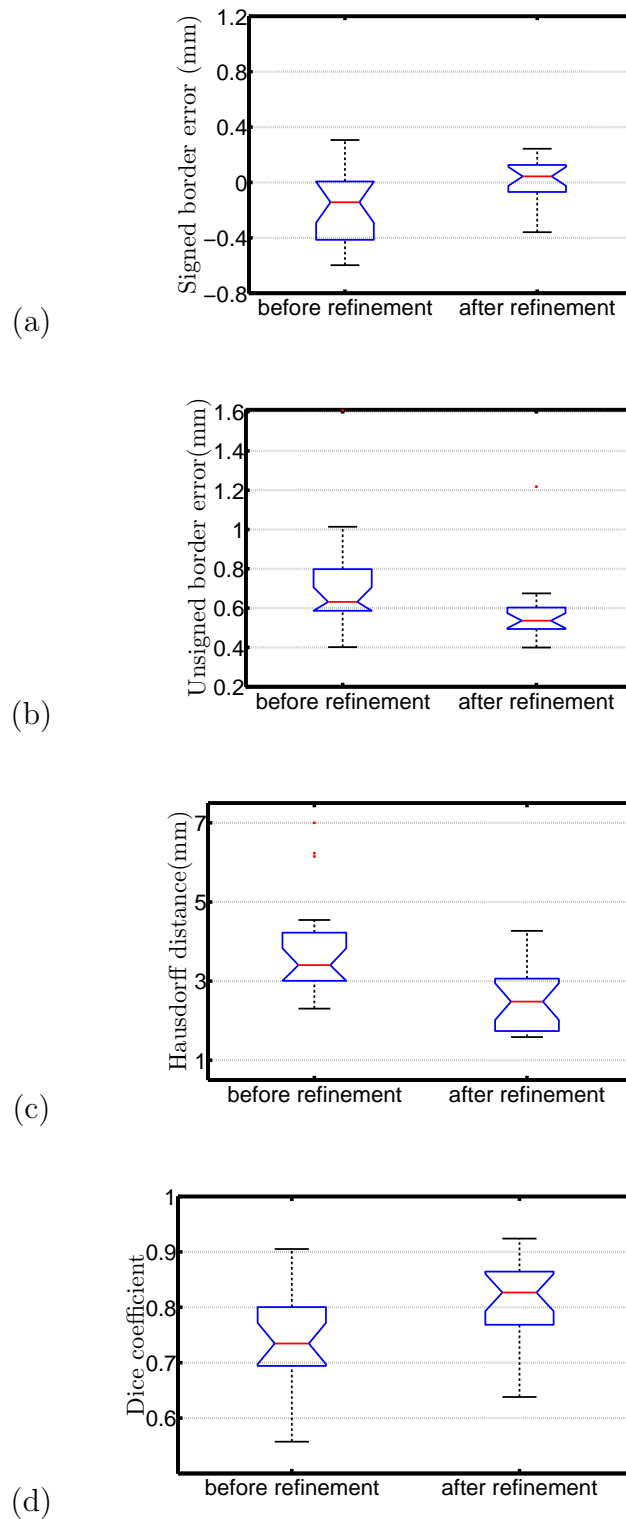 (a)
Signed border error (mm)
1.2
0.8
0.4
0
−0.4
−0.8
before refinement after refinement
(b)
Unsigned border error(mm)
1.6
1.4
1.2
1
0.8
0.6
0.4
0.2
before refinement after refinement
(c)
Hausdorff distance(mm)
7
5
3
1
before refinement after refinement
(d)
Dice coefficient
1
0.9
0.8
0.7
0.6
before refinement after refinement